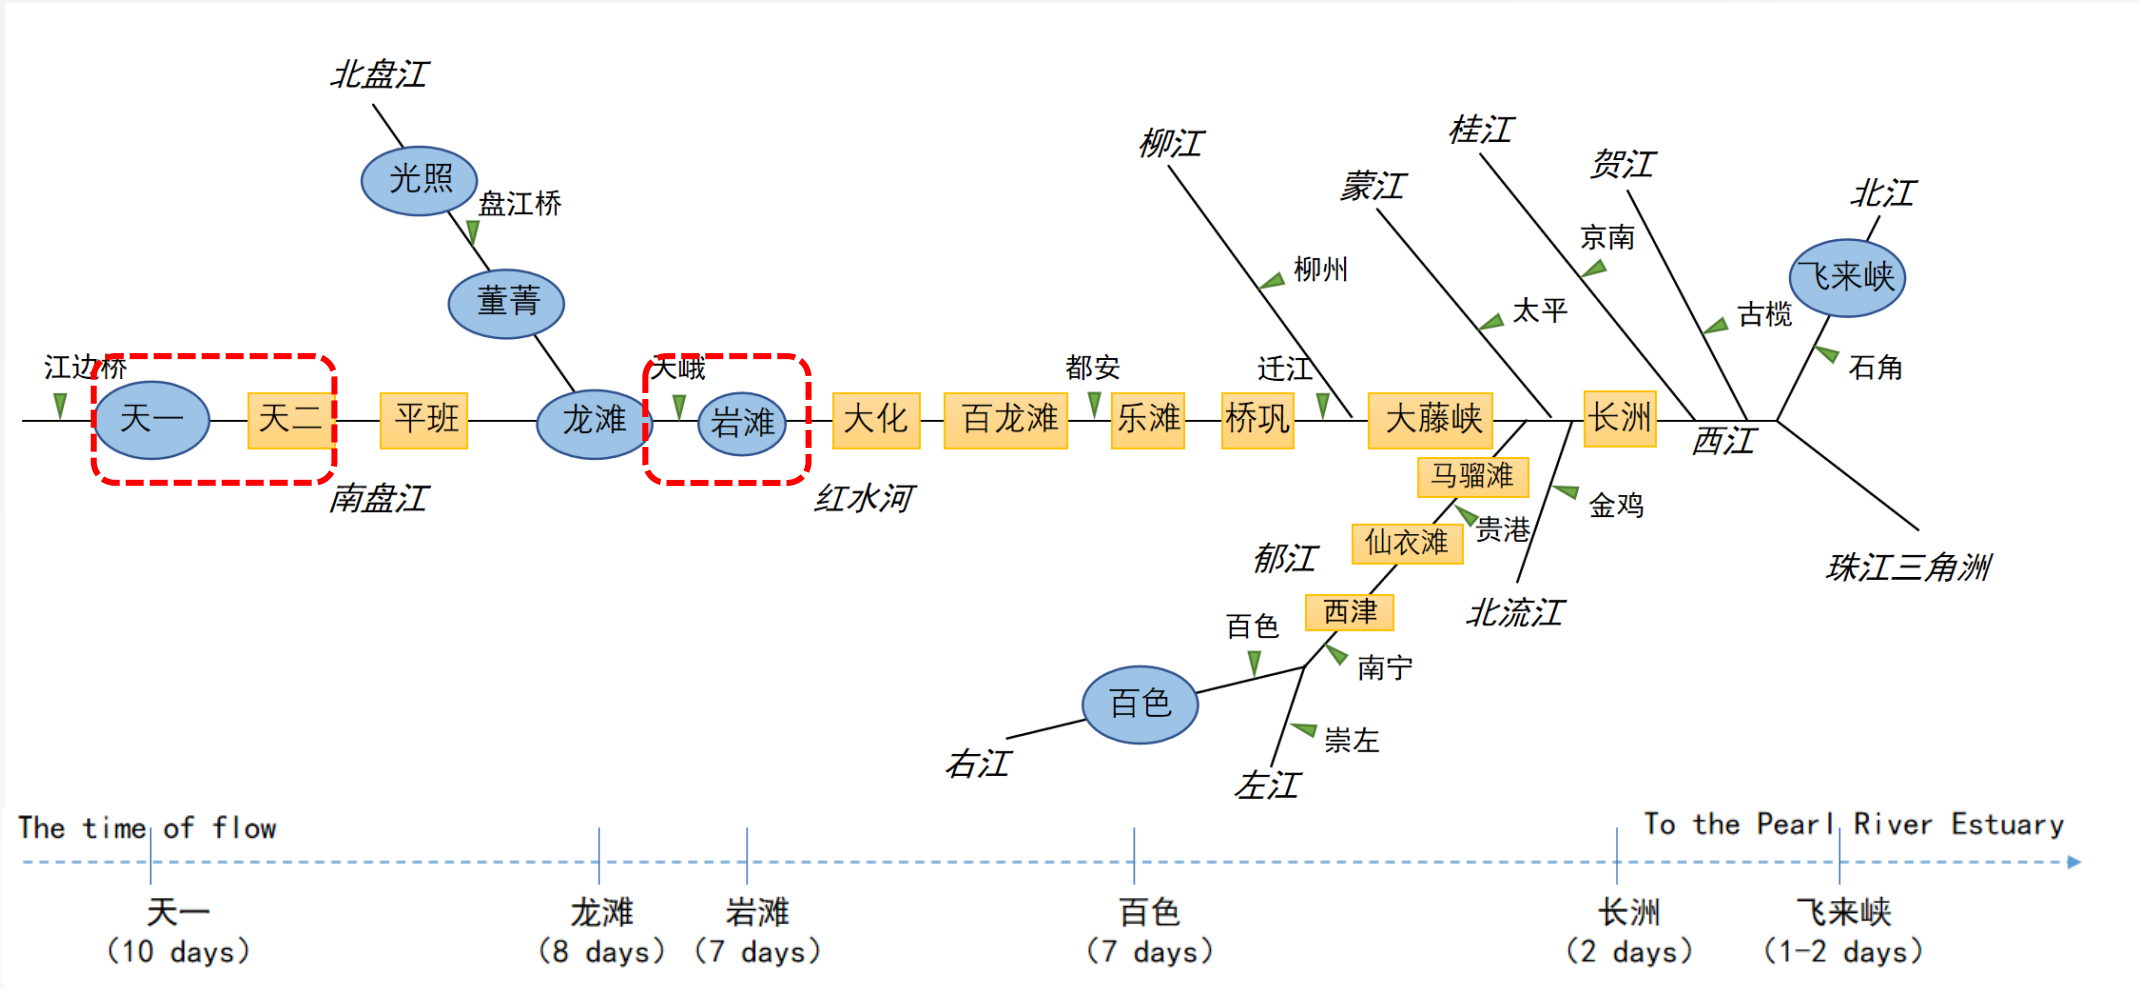 北盘江
光照
盘江桥
董菁
柳江
桂江
贺江
蒙江
北江
京南
飞来峡
柳州
太平
古榄
石角
江边桥
天一
天二
平班
龙滩
天峨
岩滩
大化
百龙滩
都安
乐滩
桥巩
迁江
大藤峡
长洲
西江
南盘江
红水河
马骝滩
贵港
金鸡
仙衣滩
郁江
珠江三角洲
西津
北流江
百色
南宁
百色
崇左
右江
左江
The time of flow
To the Pearl River Estuary
天一
(10 days)
龙滩
(8 days)
岩滩
(7 days)
百色
(7 days)
长洲
(2 days)
飞来峡
(1-2 days)